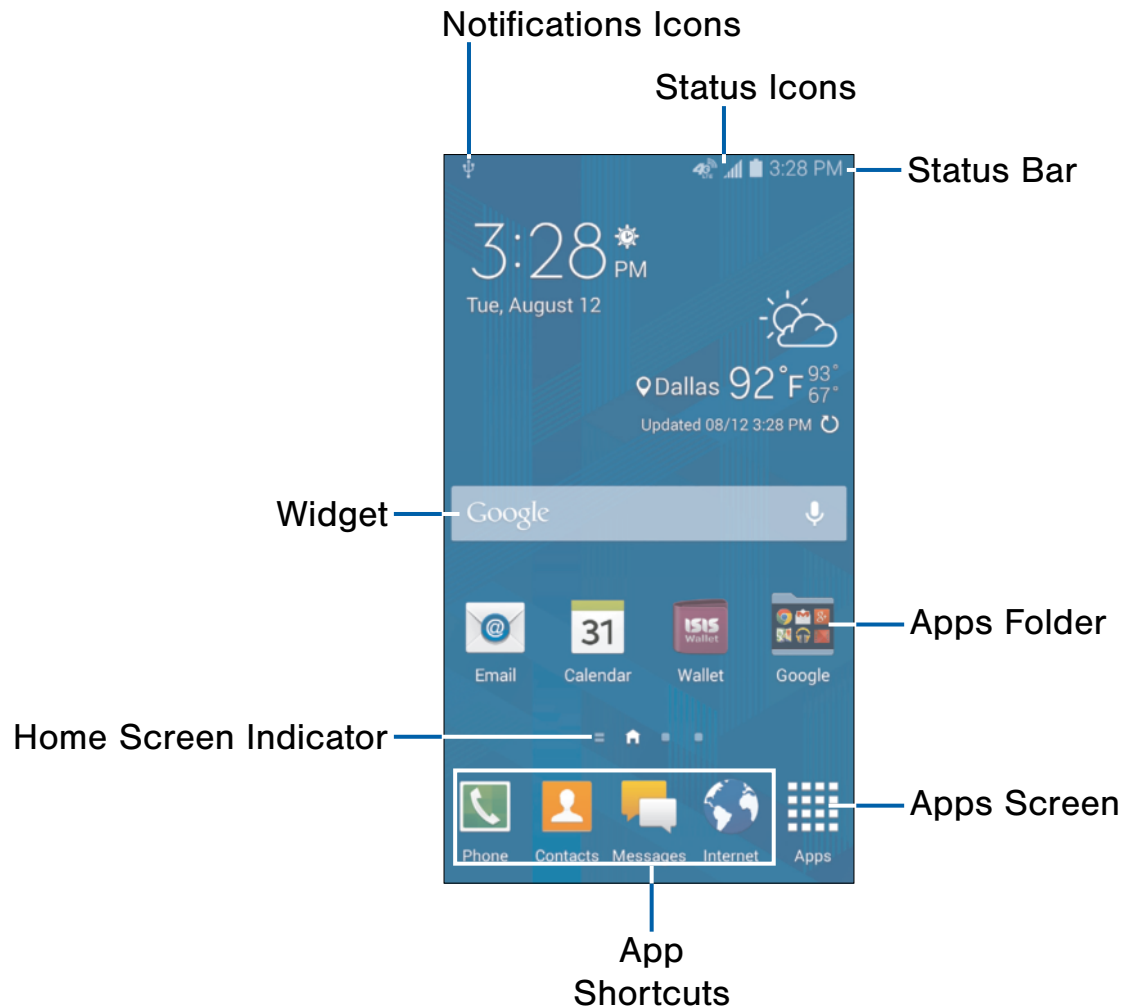 Notifications Icons
Status Icons
3:28 PM
Status Bar
3:28
PM
Tue, August 12
Dallas 92°F 93°
67°
Updated 08/12 3:28 PM
Widget
Google
31
ISIS
Wallet
Apps Folder
Email Calendar Wallet Google
Home Screen Indicator
Apps Screen
Phone Contacts Messages Internet Apps
App
Shortcuts